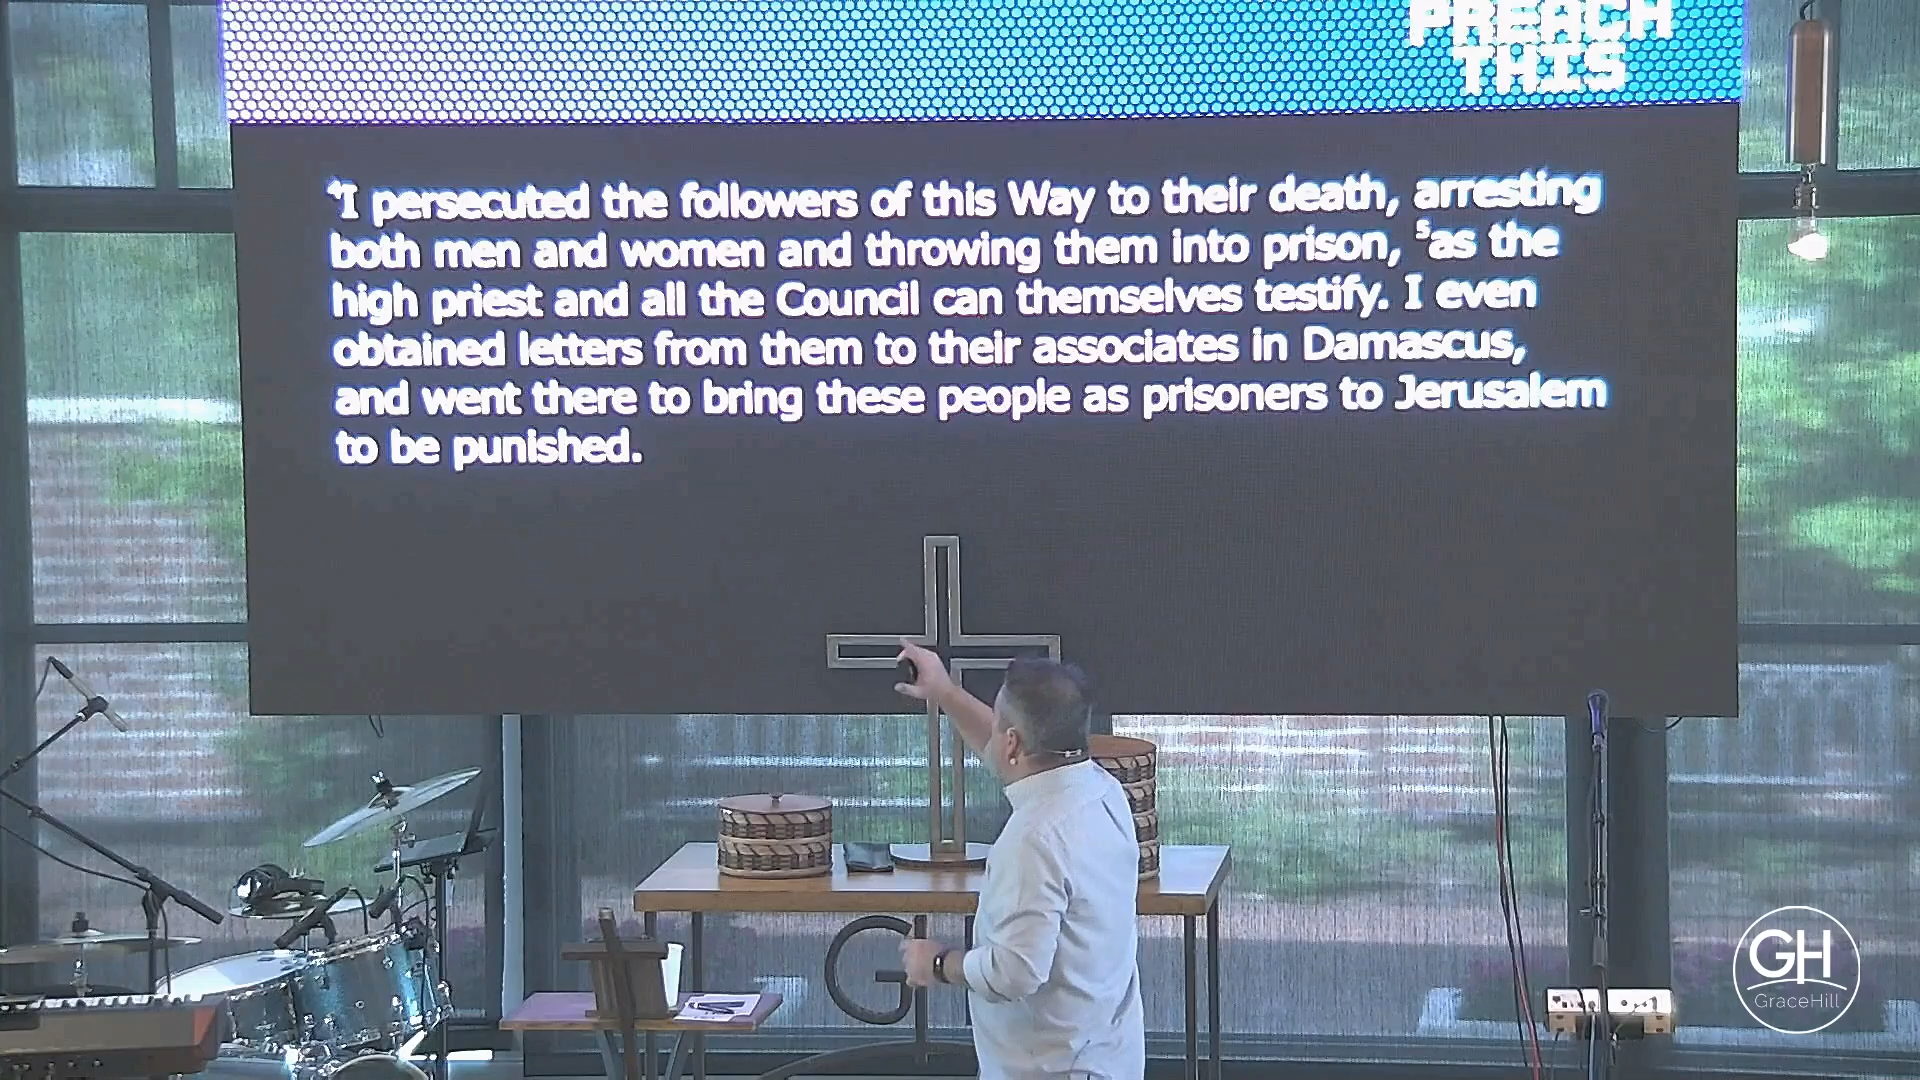 PREACH
THIS
⁴I persecuted the followers of this Way to their death, arresting
both men and women and throwing them into prison, ⁵as the
high priest and all the Council can themselves testify. I even
obtained letters from them to their associates in Damascus,
and went there to bring these people as prisoners to Jerusalem
to be punished.
G
GH
GraceHill